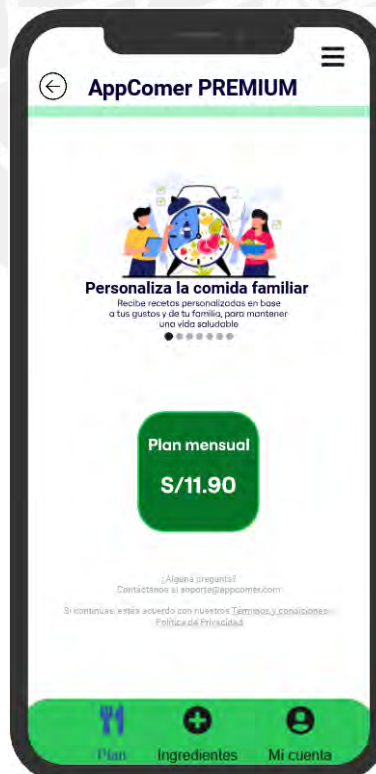 AppComer PREMIUM
Personaliza la comida familiar
Recibe recetas personalizadas en base
a tus gustos y de tu familia, para mantener
una vida saludable
Plan mensual
S/11.90
¿Alguna pregunta?
Contáctanos al soporte@appcomer.com
Si continuas, estás acuerdo con nuestros Términos y condiciones
Política de Privacidad
Plan
Ingredientes
Mi cuenta